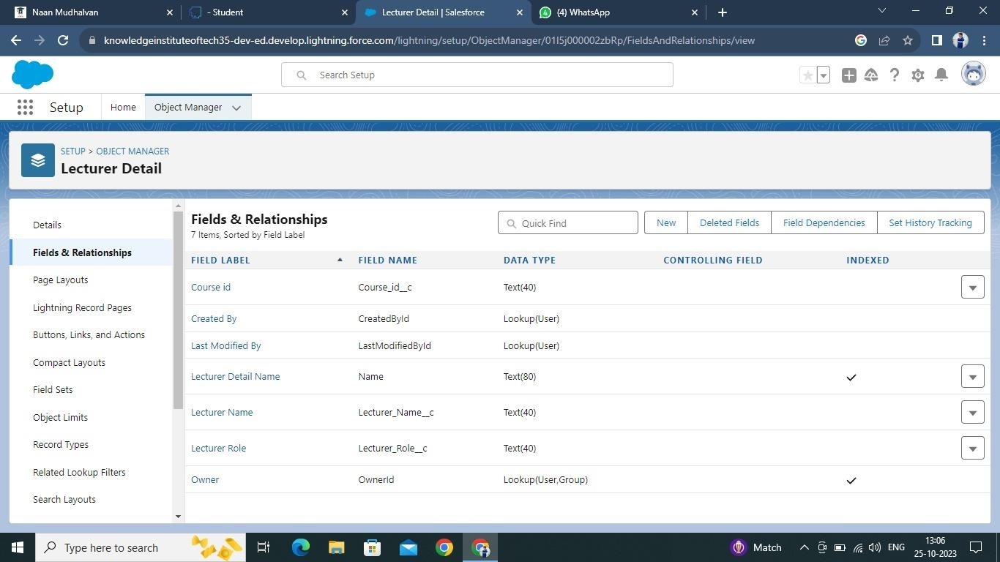 Naan Mudhalvan
- Student
Lecturer Detail | Salesforce
(4) WhatsApp
knowledgeinstituteoftech35-dev-ed.develop.lightning.force.com/lightning/setup/ObjectManager/01I5j000002zbRp/FieldsAndRelationships/view
Search Setup
Setup
Home
Object Manager
SETUP > OBJECT MANAGER
Lecturer Detail
Details
Fields & Relationships
Page Layouts
Lightning Record Pages
Buttons, Links, and Actions
Compact Layouts
Field Sets
Object Limits
Record Types
Related Lookup Filters
Search Layouts
Fields & Relationships
7 Items, Sorted by Field Label
Quick Find
New
Deleted Fields
Field Dependencies
Set History Tracking
FIELD LABEL FIELD NAME DATA TYPE CONTROLLING FIELD INDEXED
Course id Course_id__c Text(40)
Created By CreatedById Lookup(User)
Last Modified By LastModifiedById Lookup(User)
Lecturer Detail Name Name Text(80)
Lecturer Name Lecturer_Name__c Text(40)
Lecturer Role Lecturer_Role__c Text(40)
Owner OwnerId Lookup(User,Group)
Type here to search
Match
ENG
13:06
25-10-2023